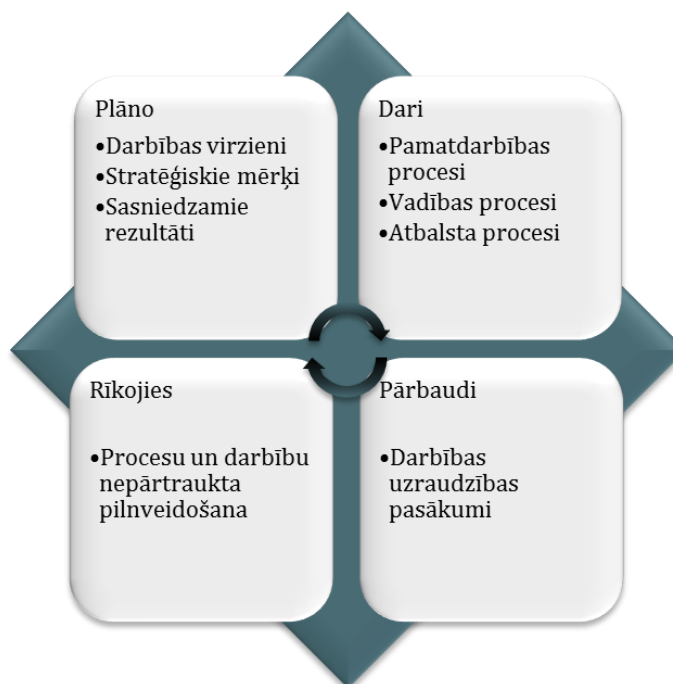 Plāno
•Darbības virzieni
•Stratēģiskie mērķi
•Sasniedzamie
rezultāti
Dari
•Pamatdarbības
procesi
•Vadības procesi
•Atbalsta procesi
Rīkojies
•Procesu un darbību
nepārtraukta
pilnveidošana
Pārbaudi
•Darbības
uzraudzības
pasākumi